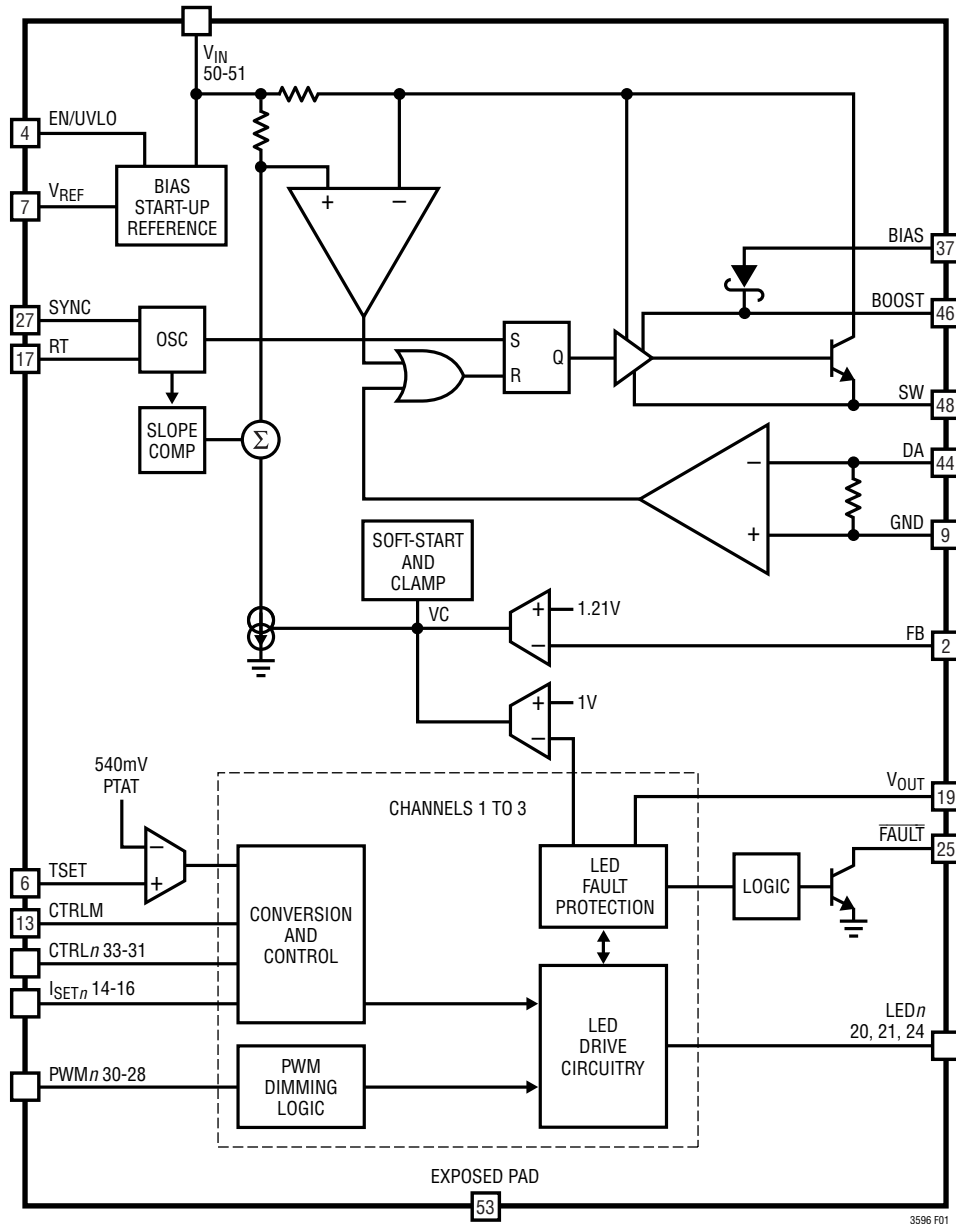 VIN
50-51
4
EN/UVLO
7
VREF
BIAS
START-UP
REFERENCE
+
−
BIAS
37
BOOST
46
27
SYNC
17
RT
OSC
S
R
Q
SW
48
SLOPE
COMP
Σ
−
+
DA
44
GND
9
SOFT-START
AND
CLAMP
VC
+
−
1.21V
FB
2
+
−
1V
540mV
PTAT
−
+
CHANNELS 1 TO 3
VOUT
19
FAULT
25
6
TSET
13
CTRLM
CTRLn 33-31
ISETn 14-16
CONVERSION
AND
CONTROL
LED
FAULT
PROTECTION
LOGIC
LED
DRIVE
CIRCUITRY
LEDn
20, 21, 24
PWMn 30-28
PWM
DIMMING
LOGIC
EXPOSED PAD
53
3596 F01